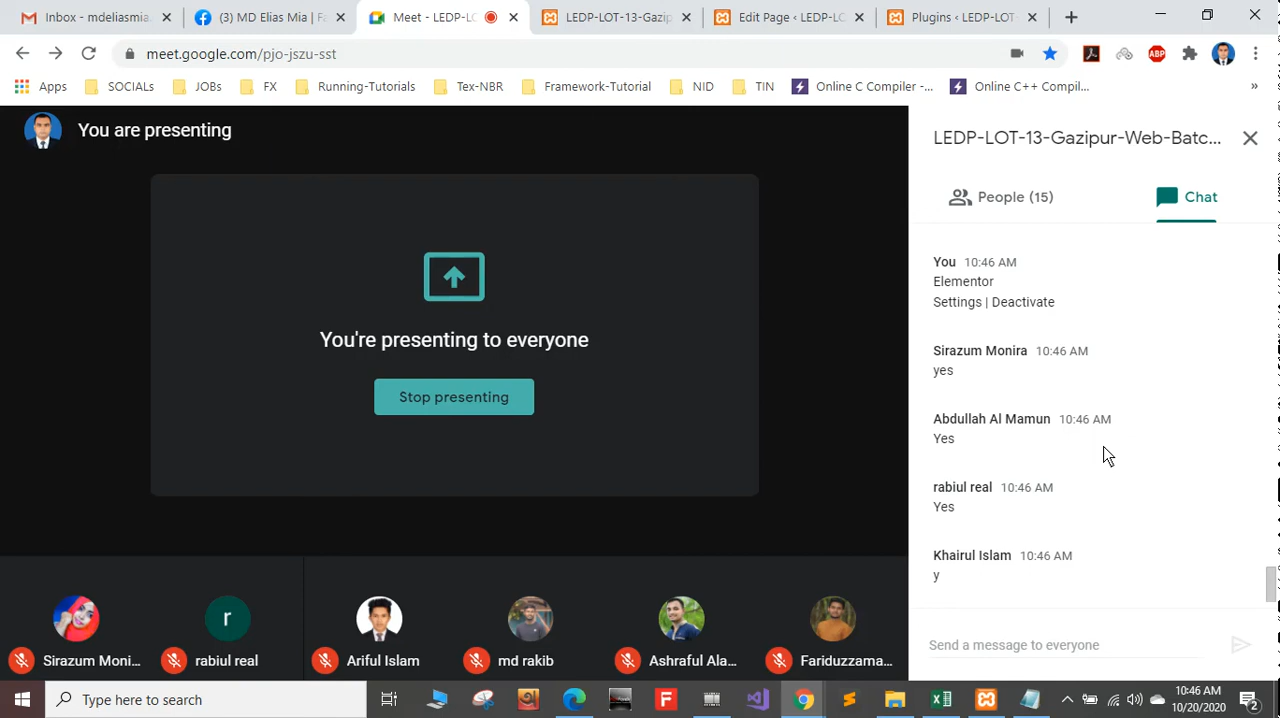 Inbox - mdeliasmia.
(3) MD Elias Mia | Fa
Meet - LEDP-L
LEDP-LOT-13-Gazip
Edit Page ‹ LEDP-LO
Plugins ‹ LEDP-LOT
meet.google.com/pjo-jszu-sst
ABP
Apps
SOCIALs
JOBs
FX
Running-Tutorials
Tex-NBR
Framework-Tutorial
NID
TIN
Online C Compiler -...
Online C++ Compil...
»
You are presenting
LEDP-LOT-13-Gazipur-Web-Batc...
People (15)
Chat
You 10:46 AM
Elementor
Settings | Deactivate
Sirazum Monira 10:46 AM
yes
Abdullah Al Mamun 10:46 AM
Yes
rabiul real 10:46 AM
Yes
Khairul Islam 10:46 AM
y
You're presenting to everyone
Stop presenting
r
Sirazum Moni...
rabiul real
Ariful Islam
md rakib
Ashraful Ala...
Fariduzzama...
Send a message to everyone
Type here to search
F
10:46 AM
10/20/2020
2